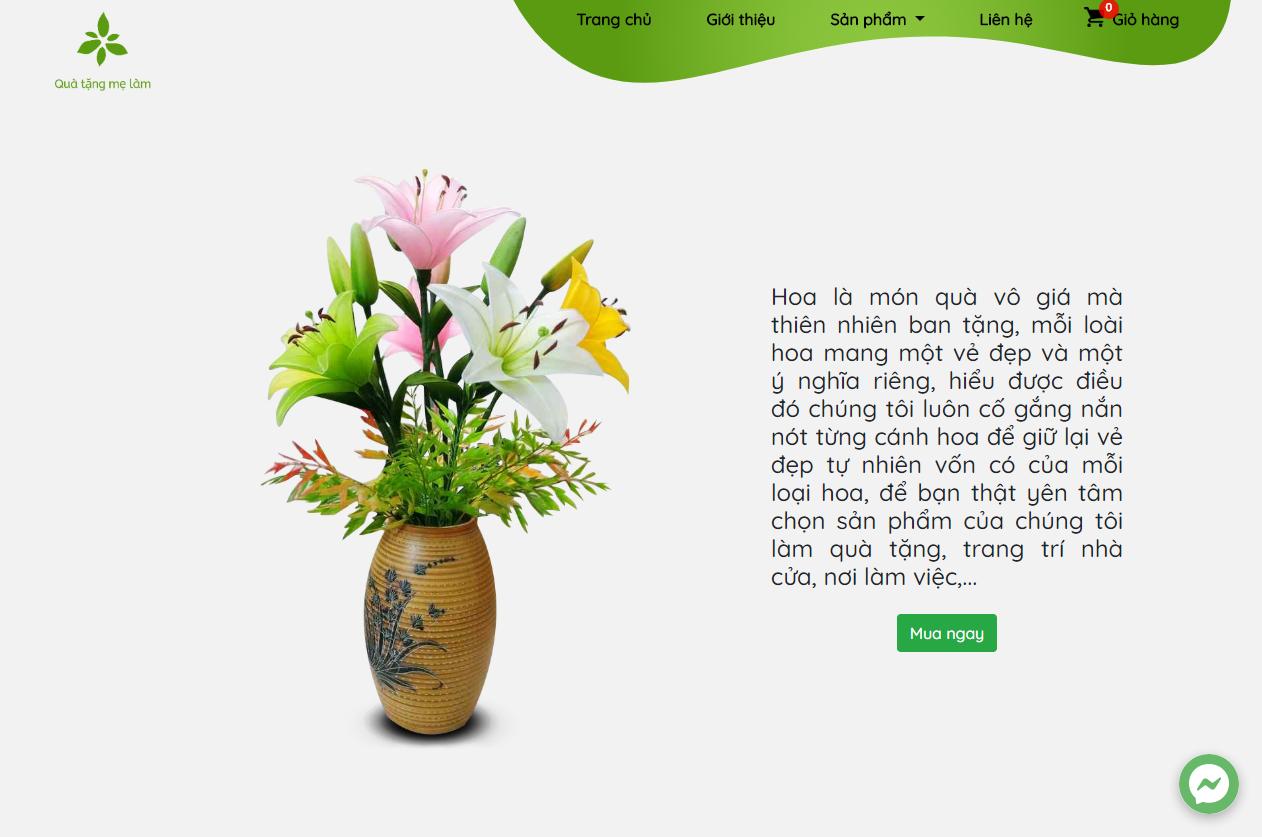 Trang chủ
Giới thiệu
Sản phẩm
Liên hệ
0
Giỏ hàng
Quà tặng mẹ làm
Hoa là món quà vô giá mà
thiên nhiên ban tặng, mỗi loài
hoa mang một vẻ đẹp và một
ý nghĩa riêng, hiểu được điều
đó chúng tôi luôn cố gắng nắn
nót từng cánh hoa để giữ lại vẻ
đẹp tự nhiên vốn có của mỗi
loại hoa, để bạn thật yên tâm
chọn sản phẩm của chúng tôi
làm quà tặng, trang trí nhà
cửa, nơi làm việc,...
Mua ngay